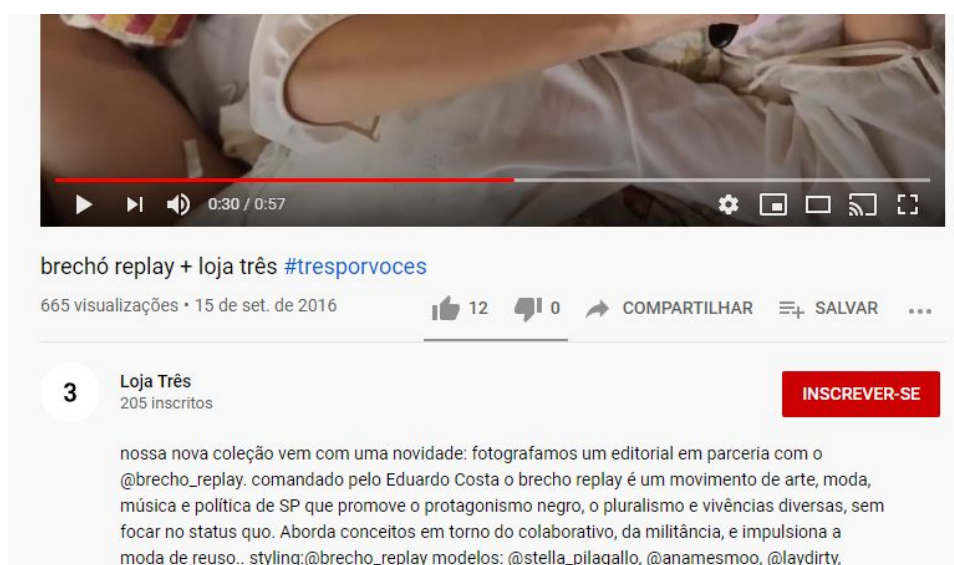 0:30 / 0:57
brechó replay + loja três #tresporvoces
665 visualizações • 15 de set. de 2016
12 0 COMPARTILHAR SALVAR
3
Loja Três
205 inscritos
INSCREVER-SE
nossa nova coleção vem com uma novidade: fotografamos um editorial em parceria com o
@brecho_replay. comandado pelo Eduardo Costa o brecho replay é um movimento de arte, moda,
música e política de SP que promove o protagonismo negro, o pluralismo e vivências diversas, sem
focar no status quo. Aborda conceitos em torno do colaborativo, da militância, e impulsiona a
moda de reuso.. styling:@brecho_replay modelos: @stella_pilagallo, @anamesmoo, @laydirty,